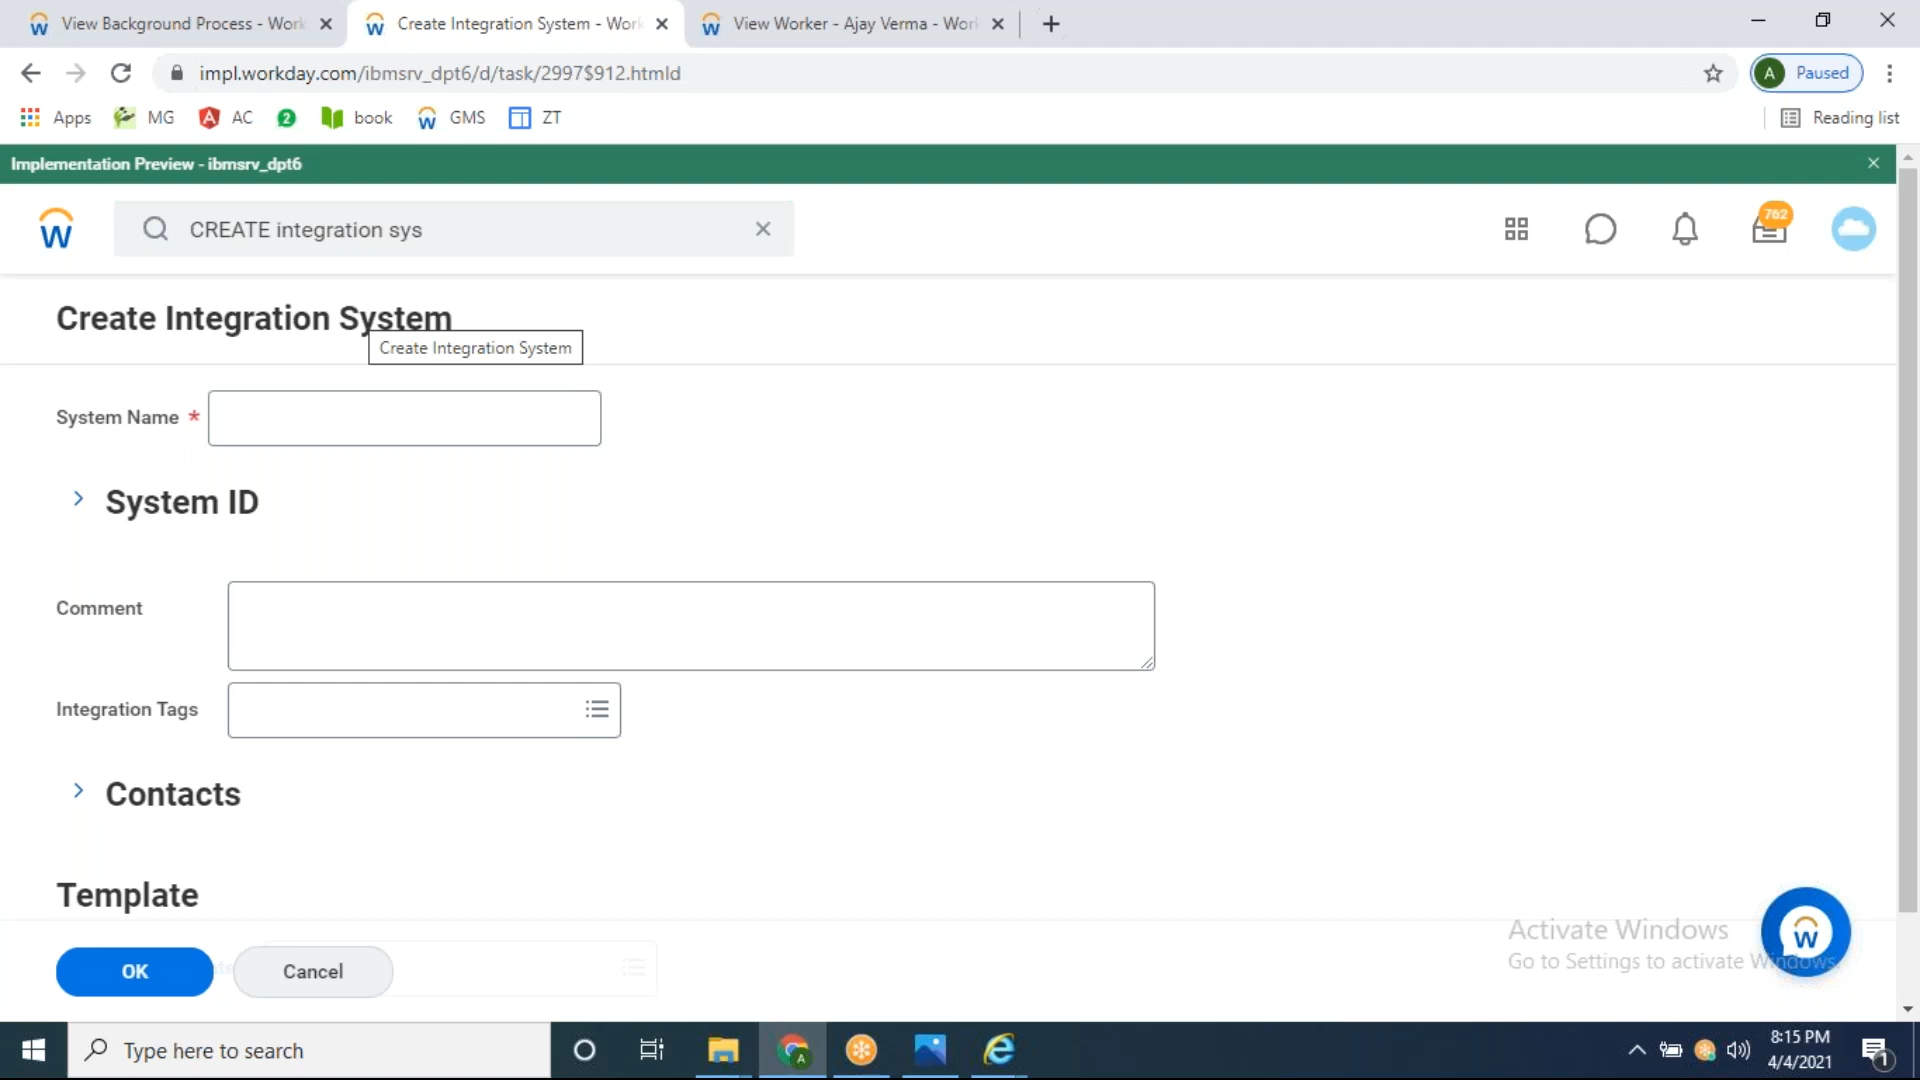 View Background Process - Work
Create Integration System - Work
View Worker - Ajay Verma - Work
impl.workday.com/ibmsrv_dpt6/d/task/2997$912.htmld
A Paused
Apps
MG
AC
2
book
GMS
ZT
Reading list
Implementation Preview - ibmsrv_dpt6
CREATE integration sys
762
Create Integration System
Create Integration System
System Name *
System ID
Comment
Integration Tags
Contacts
Template
OK
Cancel
Activate Windows
Go to Settings to activate Windows.
Type here to search
8:15 PM
4/4/2021
1